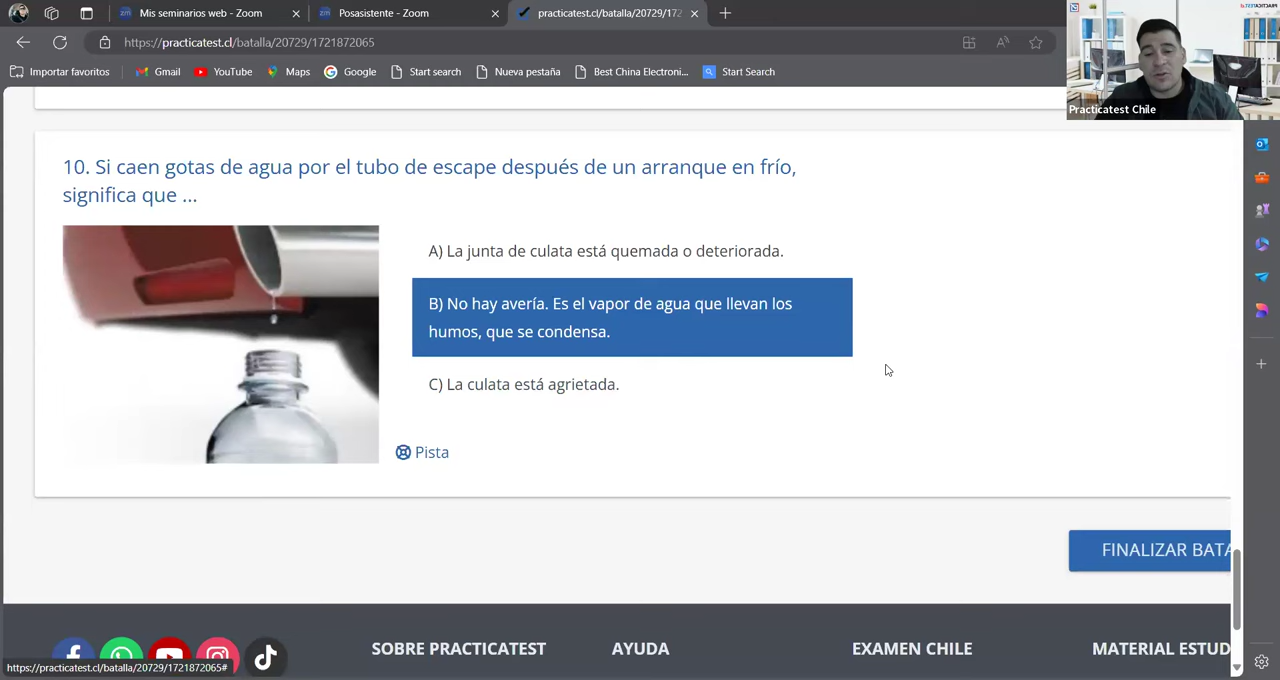 Mis seminarios web - Zoom
Posasistente - Zoom
practicatest.cl/batalla/20729/172
https://practicatest.cl/batalla/20729/1721872065
Importar favoritos
Gmail
YouTube
Maps
Google
Start search
Nueva pestaña
Best China Electroni...
Start Search
Practicatest Chile
10. Si caen gotas de agua por el tubo de escape después de un arranque en frío,
significa que ...
A) La junta de culata está quemada o deteriorada.
B) No hay avería. Es el vapor de agua que llevan los
humos, que se condensa.
C) La culata está agrietada.
Pista
FINALIZAR BATA
SOBRE PRACTICATEST
AYUDA
EXAMEN CHILE
MATERIAL ESTUD
https://practicatest.cl/batalla/20729/1721872065#